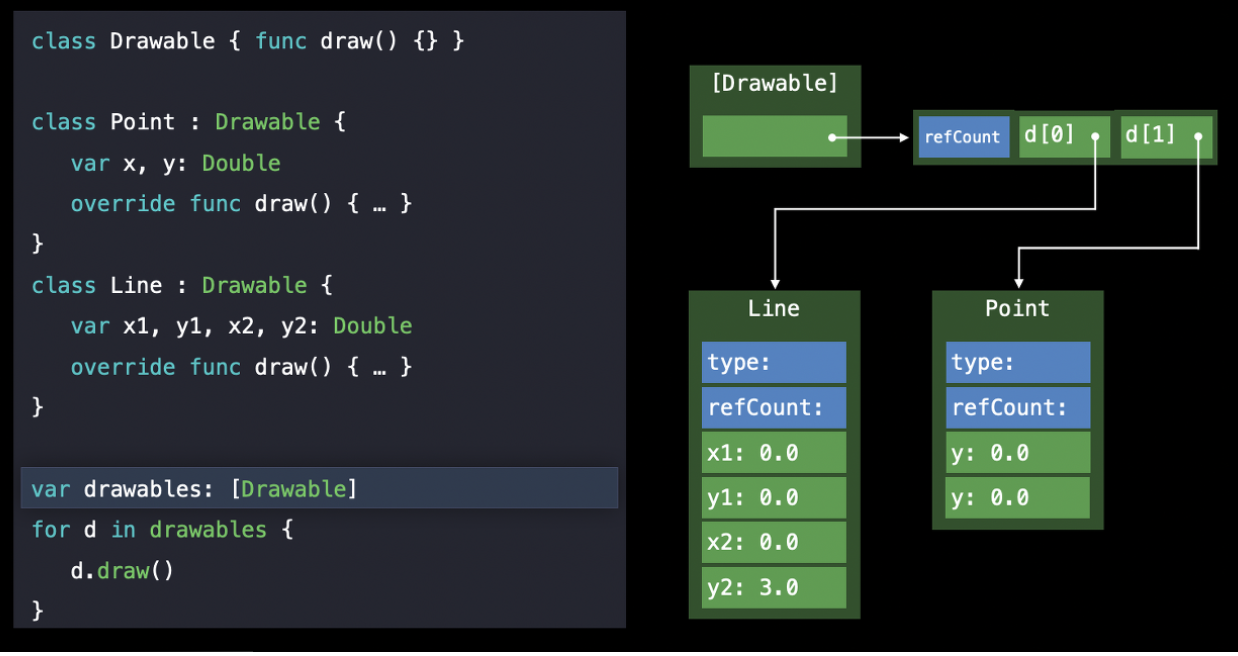 class Drawable { func draw() {} }
class Point : Drawable {
var x, y: Double
override func draw() { … }
}
class Line : Drawable {
var x1, y1, x2, y2: Double
override func draw() { … }
}
var drawables: [Drawable]
for d in drawables {
d.draw()
}
[Drawable]
refCount
d[0]
d[1]
Line
type:
refCount:
x1: 0.0
y1: 0.0
x2: 0.0
y2: 3.0
Point
type:
refCount:
y: 0.0
y: 0.0